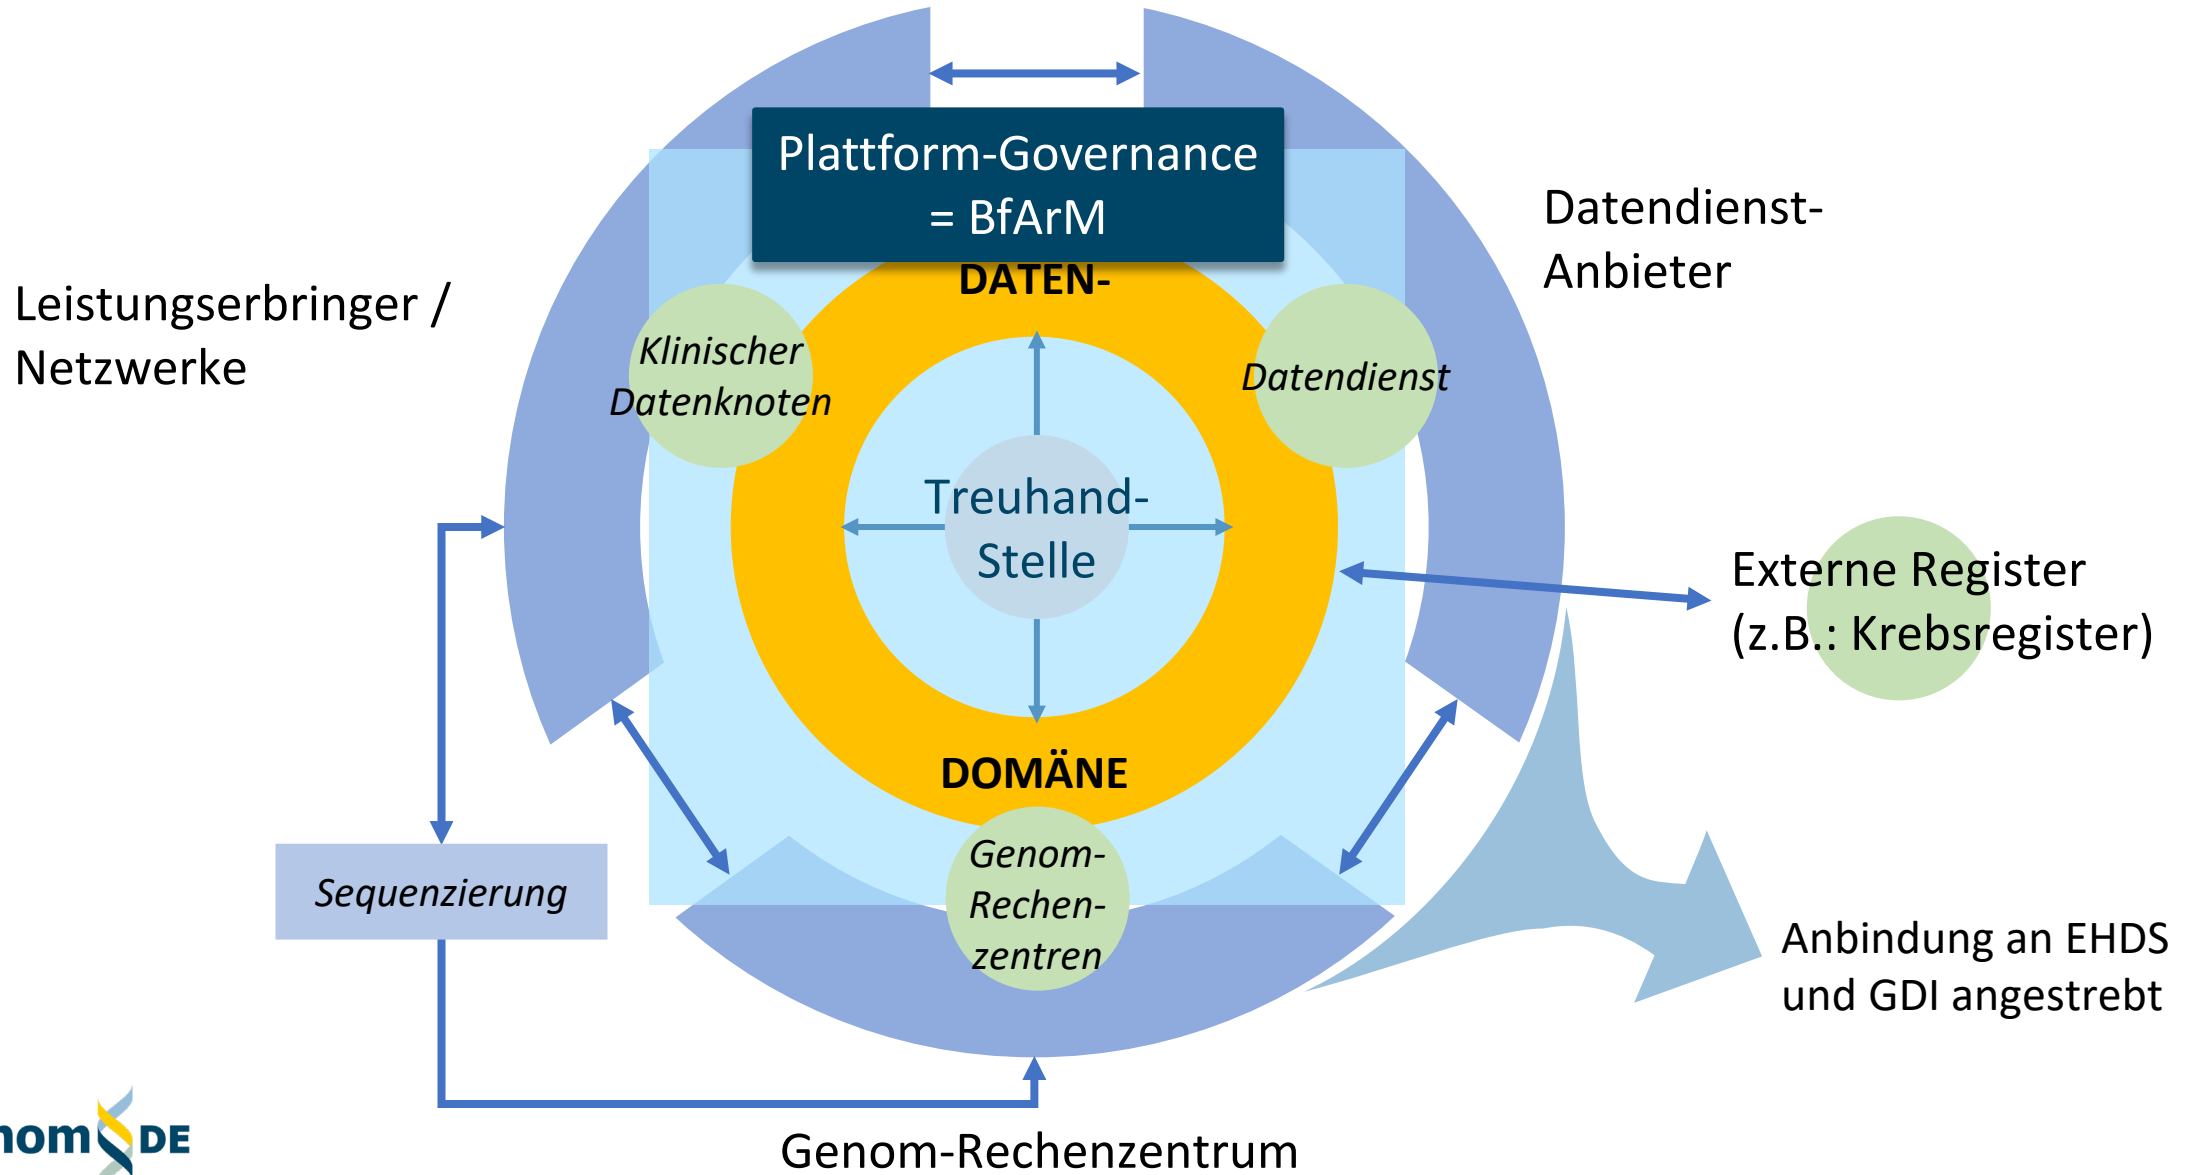 Plattform-Governance
= BfArM
Datendienst-
Anbieter
Leistungserbringer /
Netzwerke
DATEN-
Klinischer
Datenknoten
Datendienst
Treuhand-
Stelle
Externe Register
(z.B.: Krebsregister)
DOMÄNE
Genom-
Rechen-
zentren
Sequenzierung
Anbindung an EHDS
und GDI angestrebt
nom DE
Genom-Rechenzentrum